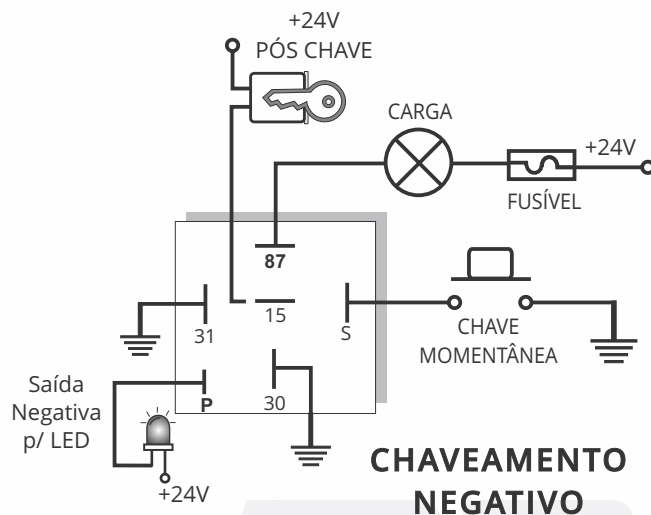 +24V
PÓS CHAVE
CARGA
+24V
FUSÍVEL
87
15
31
S
CHAVE
MOMENTÂNEA
30
P
Saída
Negativa
p/ LED
+24V
CHAVEAMENTO
NEGATIVO